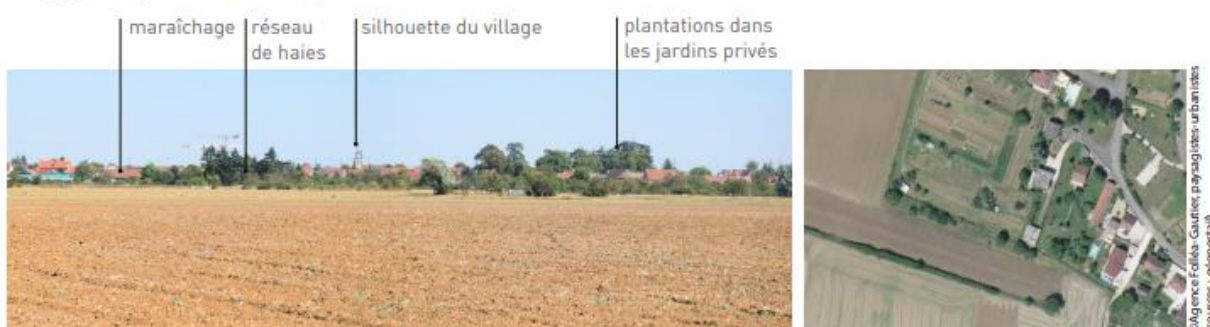 maraîchage
réseau
de haies
silhouette du village
plantations dans
les jardins privés
©Agence Folléa-Gautier, paysagistes-urbanistes